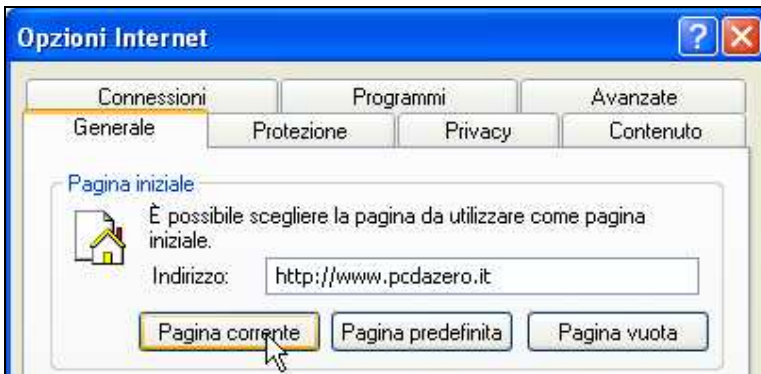 Opzioni Internet
?
Connessioni Programmi Avanzate
Generale Protezione Privacy Contenuto
Pagina iniziale
È possibile scegliere la pagina da utilizzare come pagina
iniziale.
Indirizzo: http://www.pcdazero.it
Pagina corrente Pagina predefinita Pagina vuota